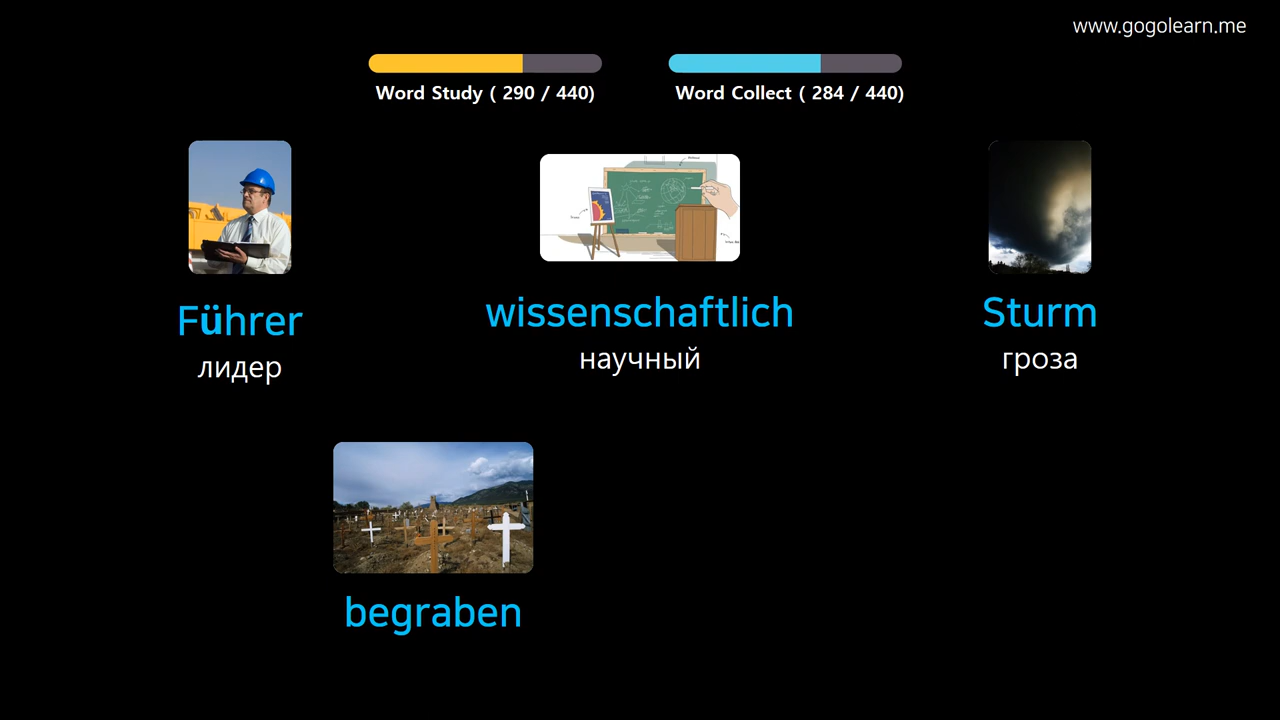 www.gogolearn.me
Word Study ( 290 / 440)
Word Collect ( 284 / 440)
Führer
лидер
wissenschaftlich
научный
Sturm
гроза
begraben